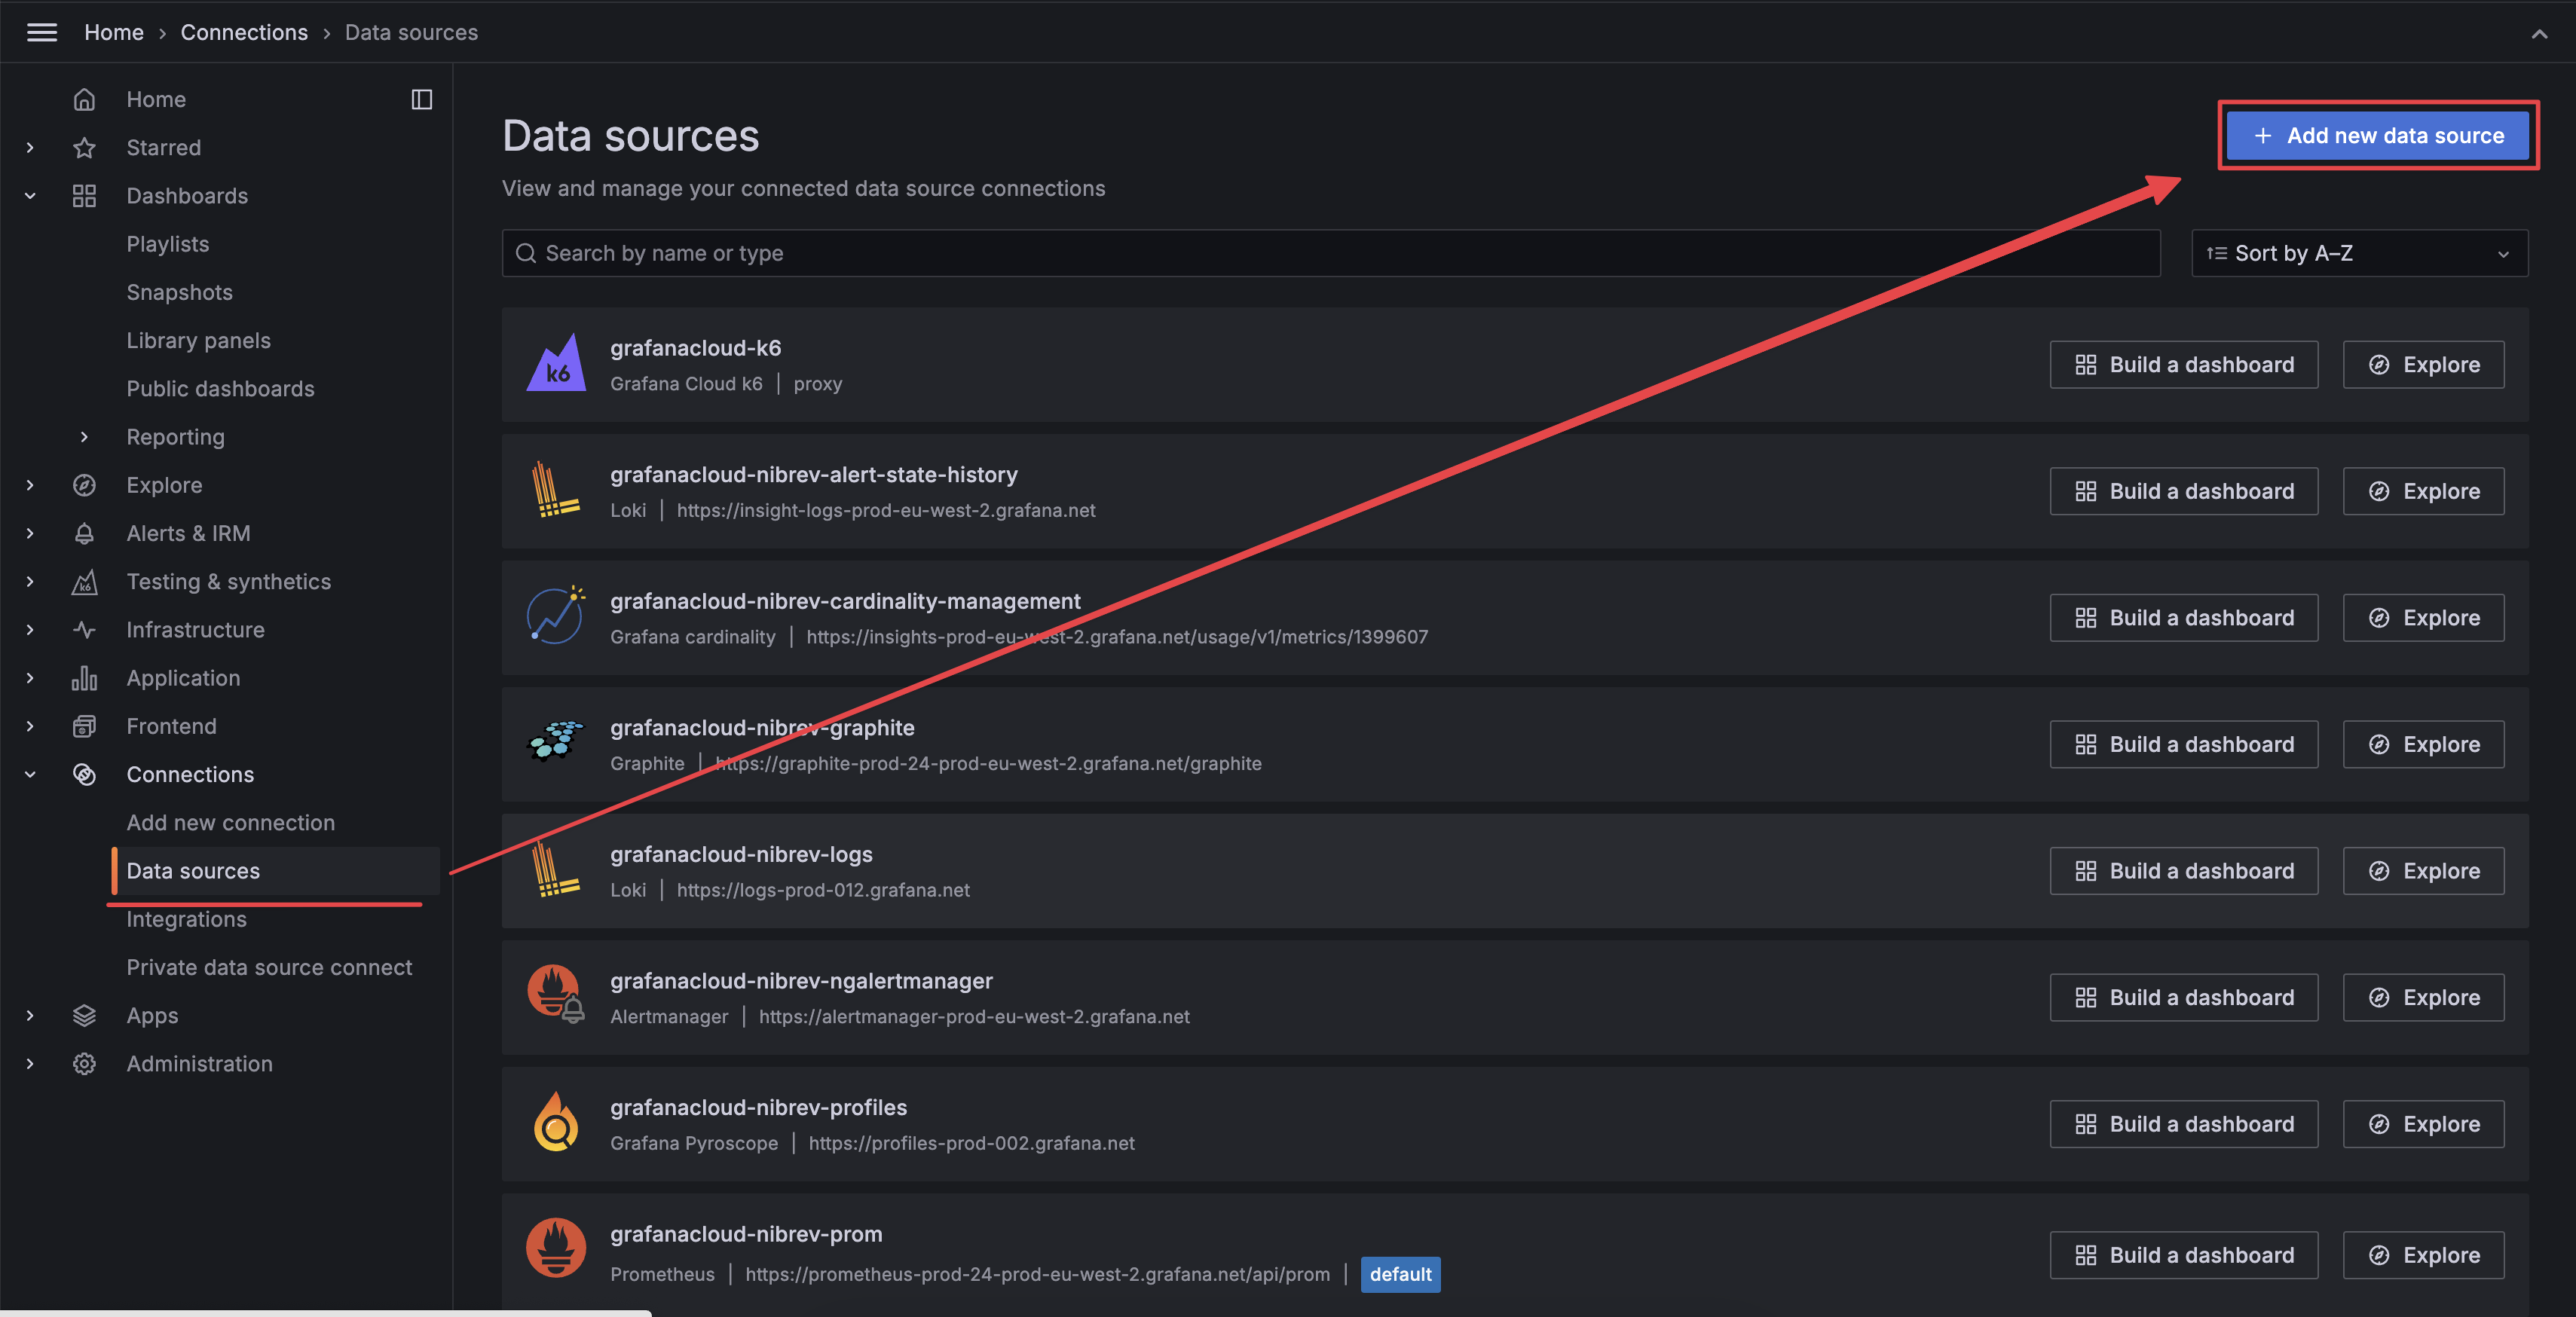 Home › Connections › Data sources
Home
Starred
Dashboards
Playlists
Snapshots
Library panels
Public dashboards
Reporting
Explore
Alerts & IRM
Testing & synthetics
Infrastructure
Application
Frontend
Connections
Add new connection
Data sources
Integrations
Private data source connect
Apps
Administration
Data sources
+ Add new data source
View and manage your connected data source connections
Search by name or type
Sort by A–Z
k6
grafanacloud-k6
Grafana Cloud k6 | proxy
Build a dashboard
Explore
grafanacloud-nibrev-alert-state-history
Loki | https://insight-logs-prod-eu-west-2.grafana.net
Build a dashboard
Explore
grafanacloud-nibrev-cardinality-management
Grafana cardinality | https://insights-prod-eu-west-2.grafana.net/usage/v1/metrics/1399607
Build a dashboard
Explore
grafanacloud-nibrev-graphite
Graphite | https://graphite-prod-24-prod-eu-west-2.grafana.net/graphite
Build a dashboard
Explore
grafanacloud-nibrev-logs
Loki | https://logs-prod-012.grafana.net
Build a dashboard
Explore
grafanacloud-nibrev-ngalertmanager
Alertmanager | https://alertmanager-prod-eu-west-2.grafana.net
Build a dashboard
Explore
grafanacloud-nibrev-profiles
Grafana Pyroscope | https://profiles-prod-002.grafana.net
Build a dashboard
Explore
grafanacloud-nibrev-prom
Prometheus | https://prometheus-prod-24-prod-eu-west-2.grafana.net/api/prom | default
Build a dashboard
Explore